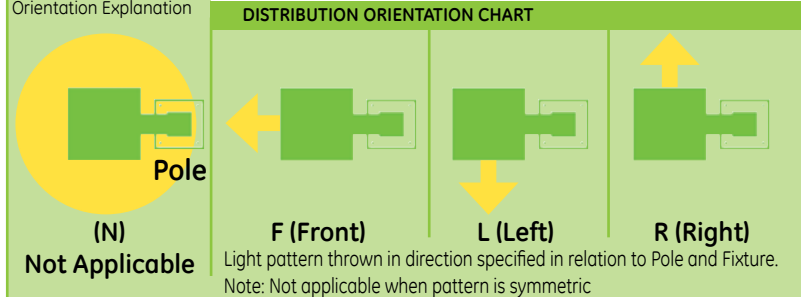 Orientation Explanation
DISTRIBUTION ORIENTATION CHART
Pole
(N)
Not Applicable
F (Front)
L (Left)
R (Right)
Light pattern thrown in direction specified in relation to Pole and Fixture.
Note: Not applicable when pattern is symmetric